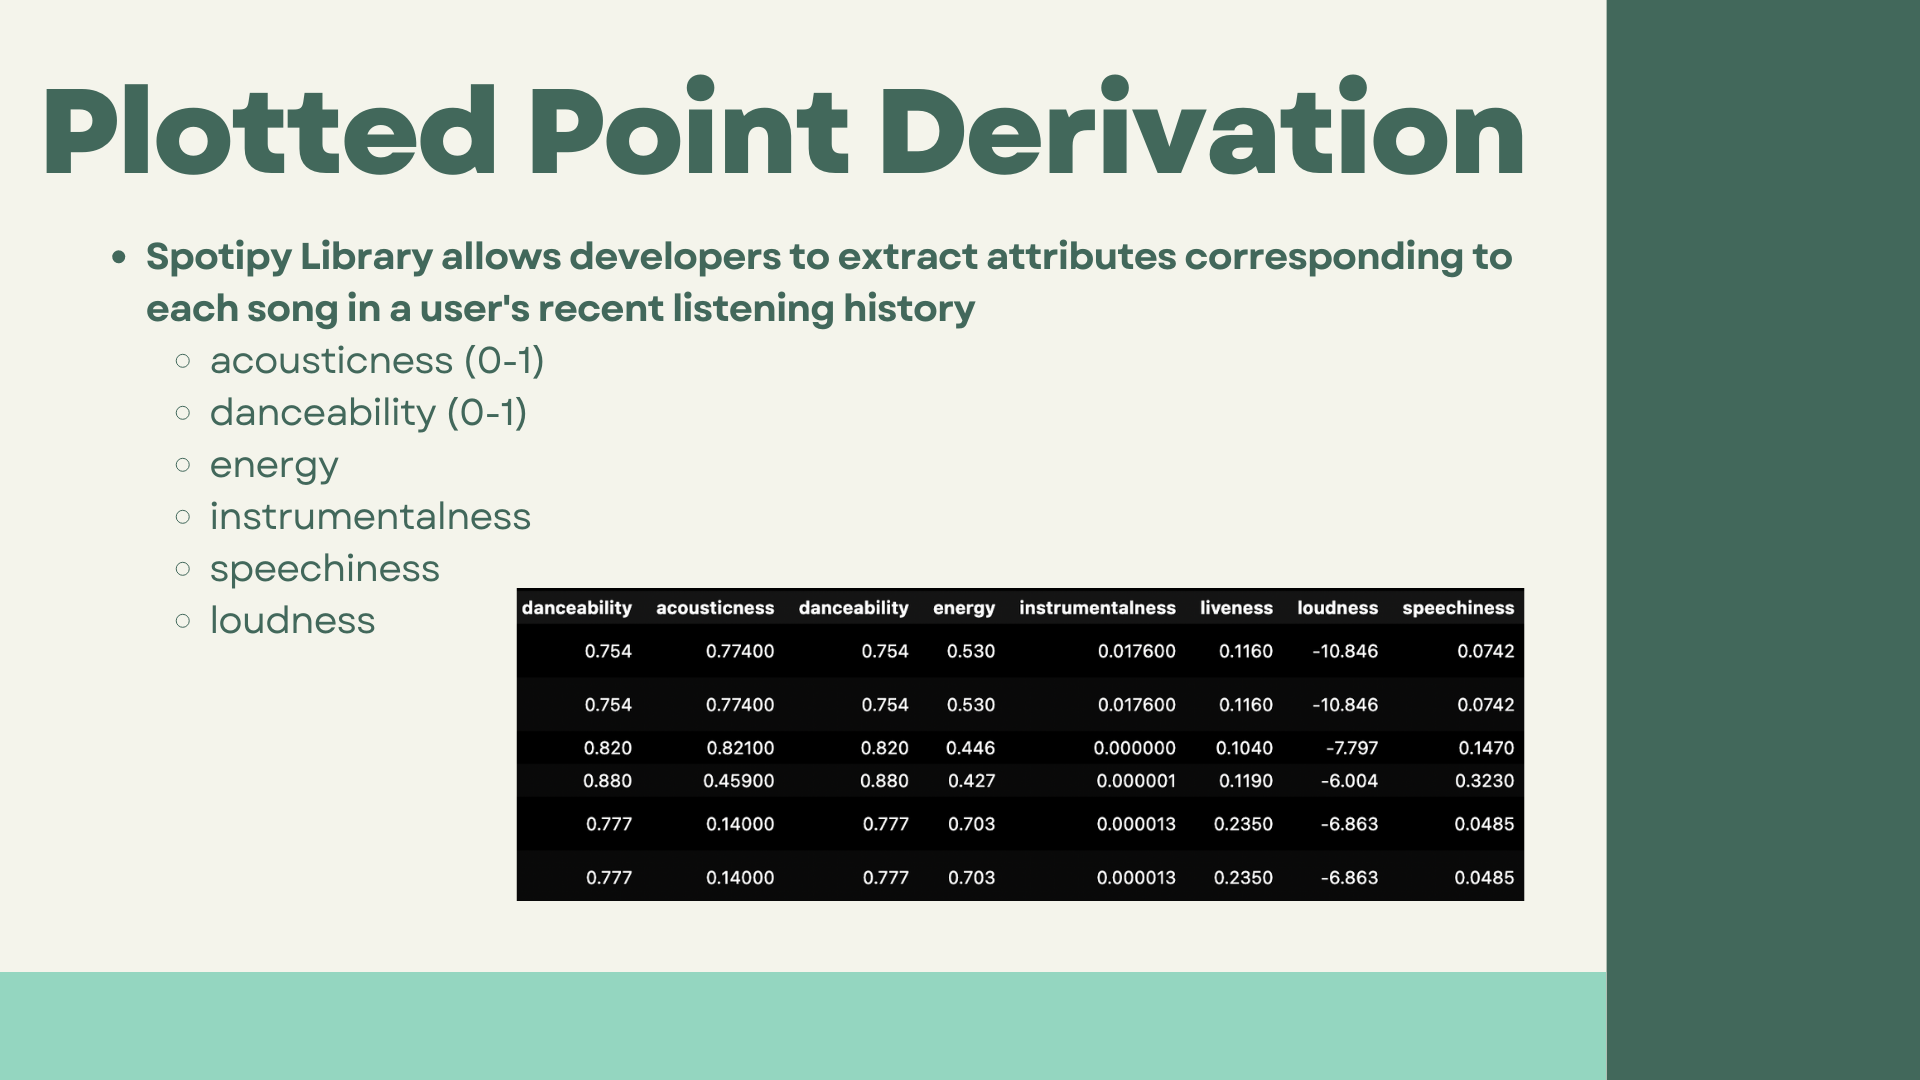 Plotted Point Derivation
• Spotipy Library allows developers to extract attributes corresponding to
each song in a user's recent listening history
○ acousticness (0-1)
○ danceability (0-1)
○ energy
○ instrumentalness
○ speechiness
○ loudness
danceability acousticness danceability energy instrumentalness liveness loudness speechiness
0.754 0.77400 0.754 0.530 0.017600 0.1160 -10.846 0.0742
0.754 0.77400 0.754 0.530 0.017600 0.1160 -10.846 0.0742
0.820 0.82100 0.820 0.446 0.000000 0.1040 -7.797 0.1470
0.880 0.45900 0.880 0.427 0.000001 0.1190 -6.004 0.3230
0.777 0.14000 0.777 0.703 0.000013 0.2350 -6.863 0.0485
0.777 0.14000 0.777 0.703 0.000013 0.2350 -6.863 0.0485